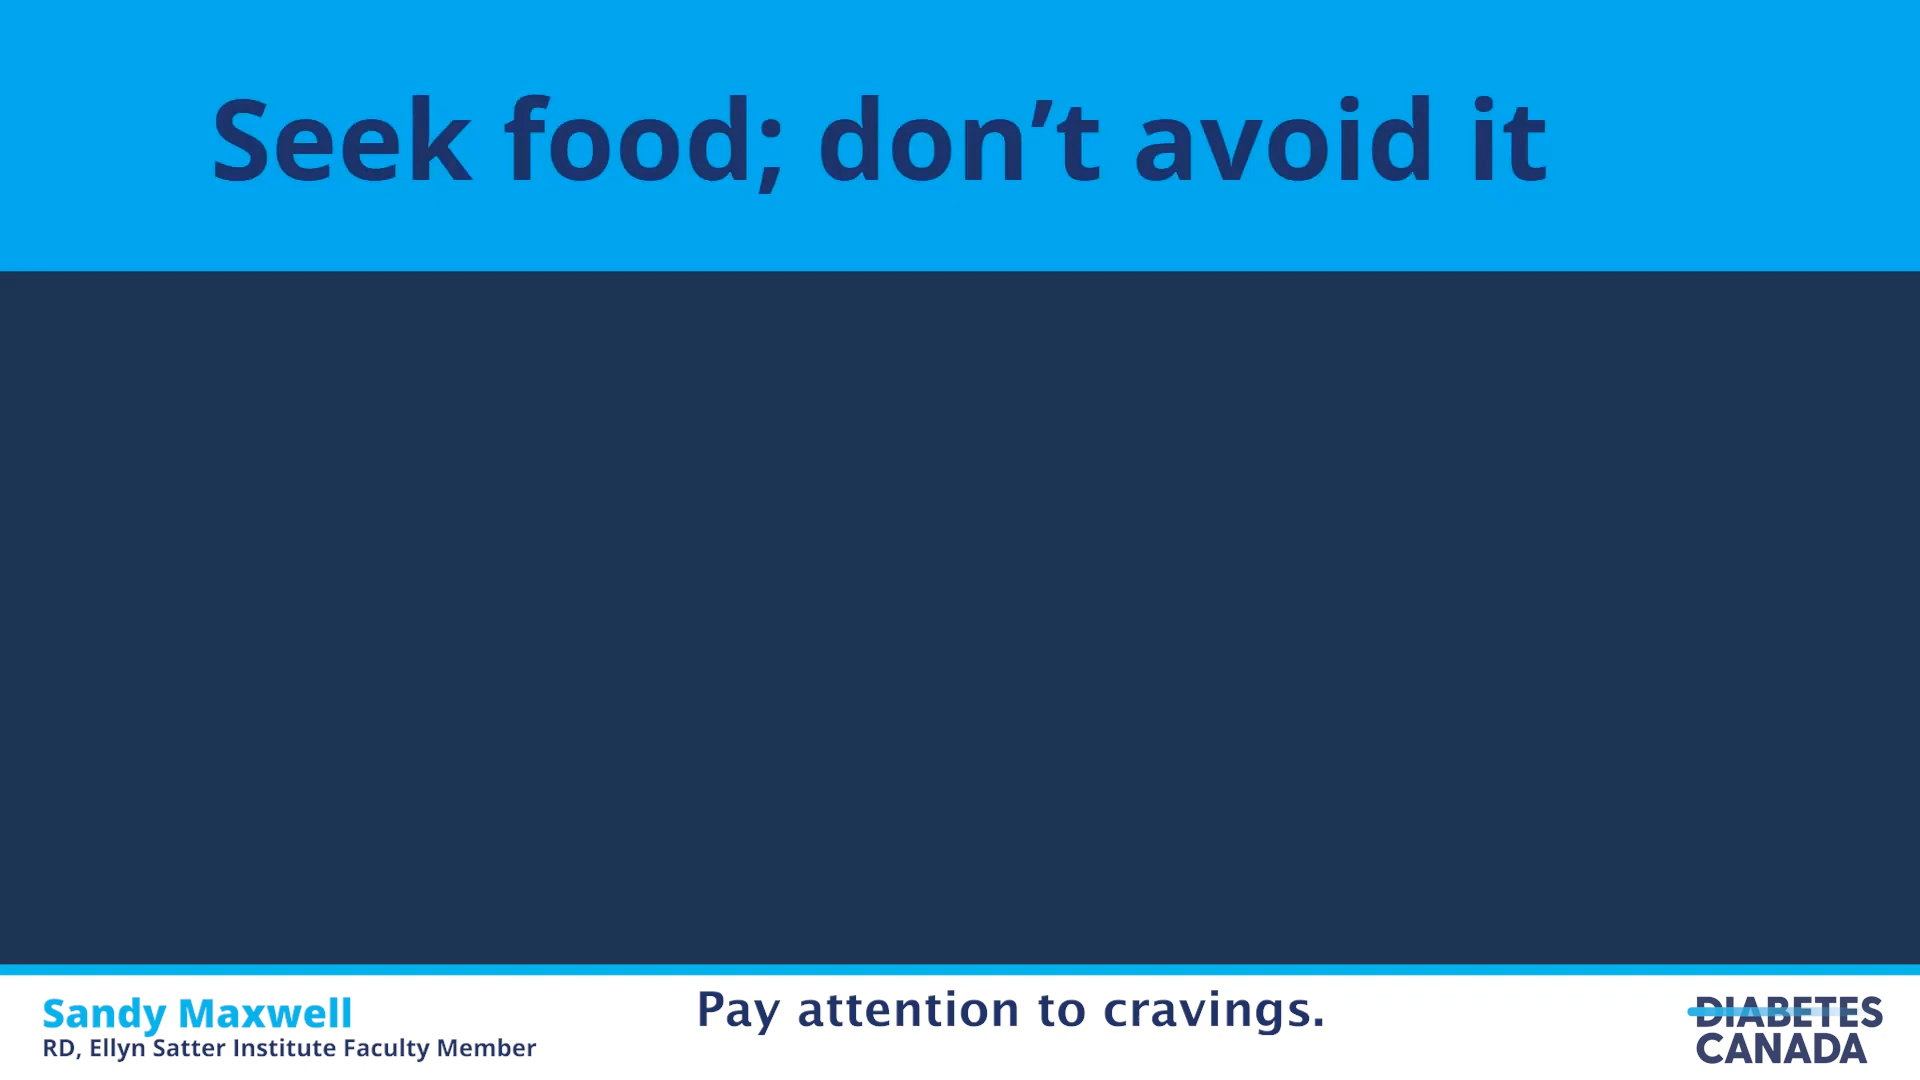 Seek food; don’t avoid it
Sandy Maxwell
RD, Ellyn Satter Institute Faculty Member
Pay attention to cravings.
DIABETES
CANADA